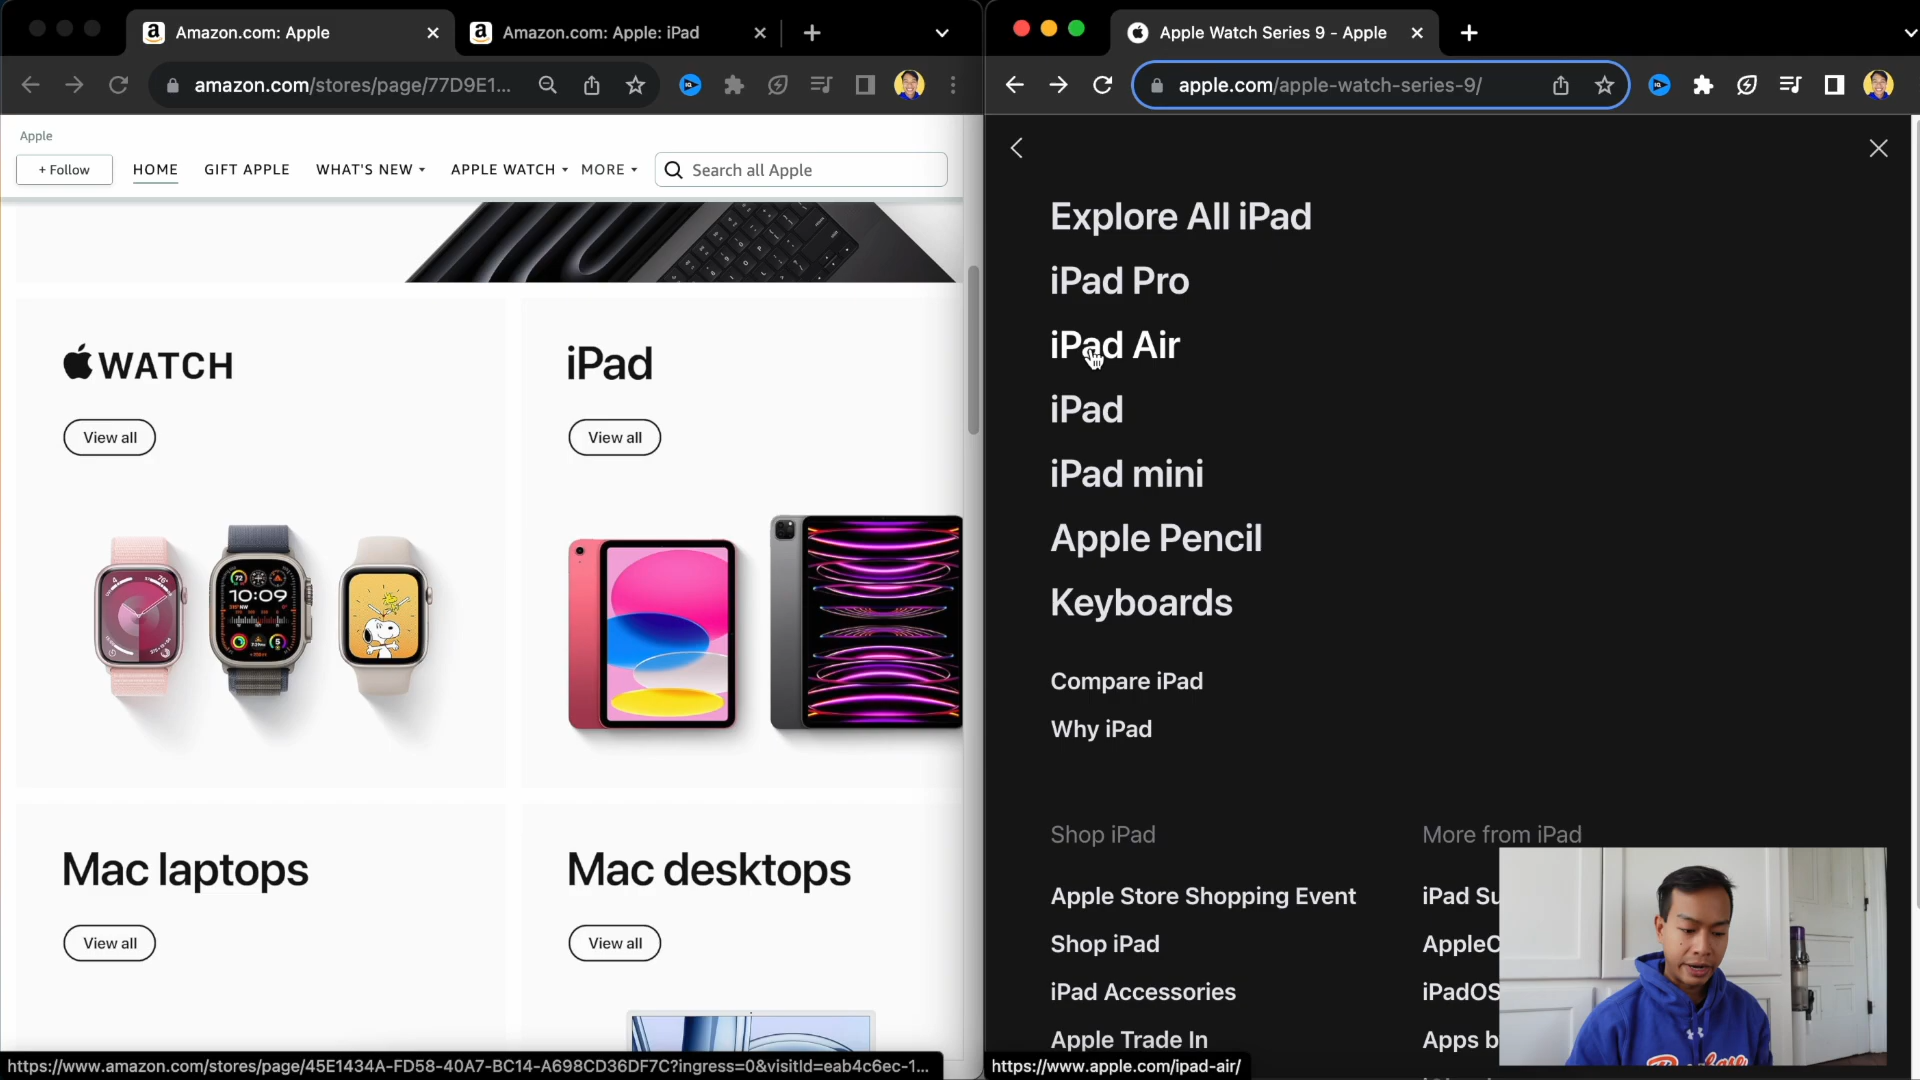 Amazon.com: Apple
Amazon.com: Apple: iPad
amazon.com/stores/page/77D9E1...
Apple
+ Follow
HOME
GIFT APPLE
WHAT'S NEW
APPLE WATCH
MORE
Search all Apple
WATCH
View all
iPad
View all
10:09
Mac laptops
View all
Mac desktops
View all
https://www.amazon.com/stores/page/45E1434A-FD58-40A7-BC14-A698CD36DF7C?ingress=0&visitId=eab4c6ec-1...
Apple Watch Series 9 - Apple
apple.com/apple-watch-series-9/
Explore All iPad
iPad Pro
iPad Air
iPad
iPad mini
Apple Pencil
Keyboards
Compare iPad
Why iPad
Shop iPad
Apple Store Shopping Event
Shop iPad
iPad Accessories
Apple Trade In
More from iPad
iPad Su
AppleC
iPadOS
Apps b
https://www.apple.com/ipad-air/